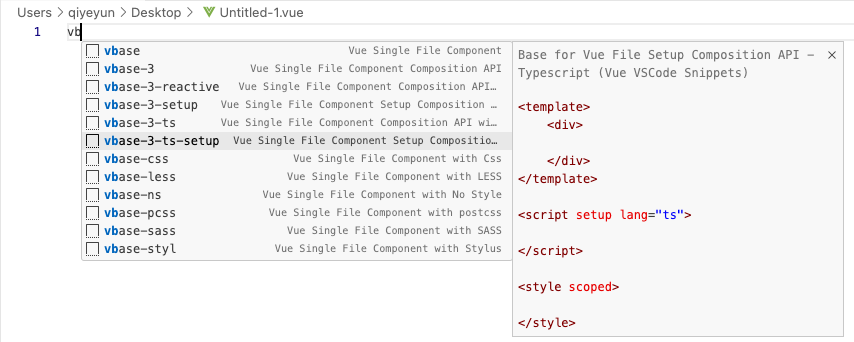 Users > qiyeyun > Desktop > Untitled-1.vue
1 vb
vbase Vue Single File Component
vbase-3 Vue Single File Component Composition API
vbase-3-reactive Vue Single File Component Composition API…
vbase-3-setup Vue Single File Component Setup Composition …
vbase-3-ts Vue Single File Component Composition API wi…
vbase-3-ts-setup Vue Single File Component Setup Compositio…
vbase-css Vue Single File Component with Css
vbase-less Vue Single File Component with LESS
vbase-ns Vue Single File Component with No Style
vbase-pcss Vue Single File Component with postcss
vbase-sass Vue Single File Component with SASS
vbase-styl Vue Single File Component with Stylus
Base for Vue File Setup Composition API –
Typescript (Vue VSCode Snippets)
<template>
<div>
</div>
</template>
<script setup lang="ts">
</script>
<style scoped>
</style>